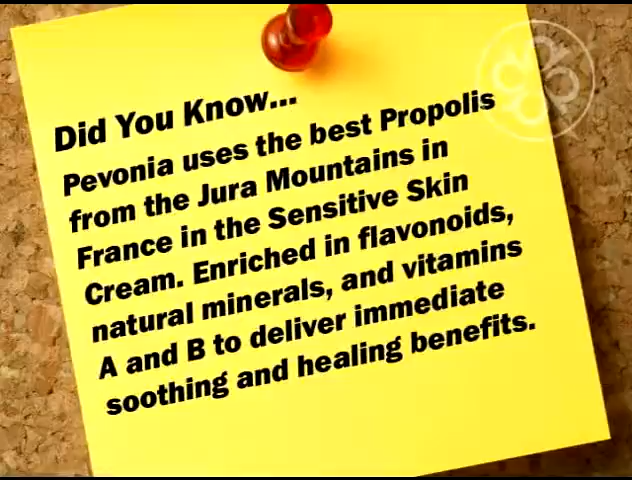 Did You Know...
Pevonia uses the best Propolis
from the Jura Mountains in
France in the Sensitive Skin
Cream. Enriched in flavonoids,
natural minerals, and vitamins
A and B to deliver immediate
soothing and healing benefits.